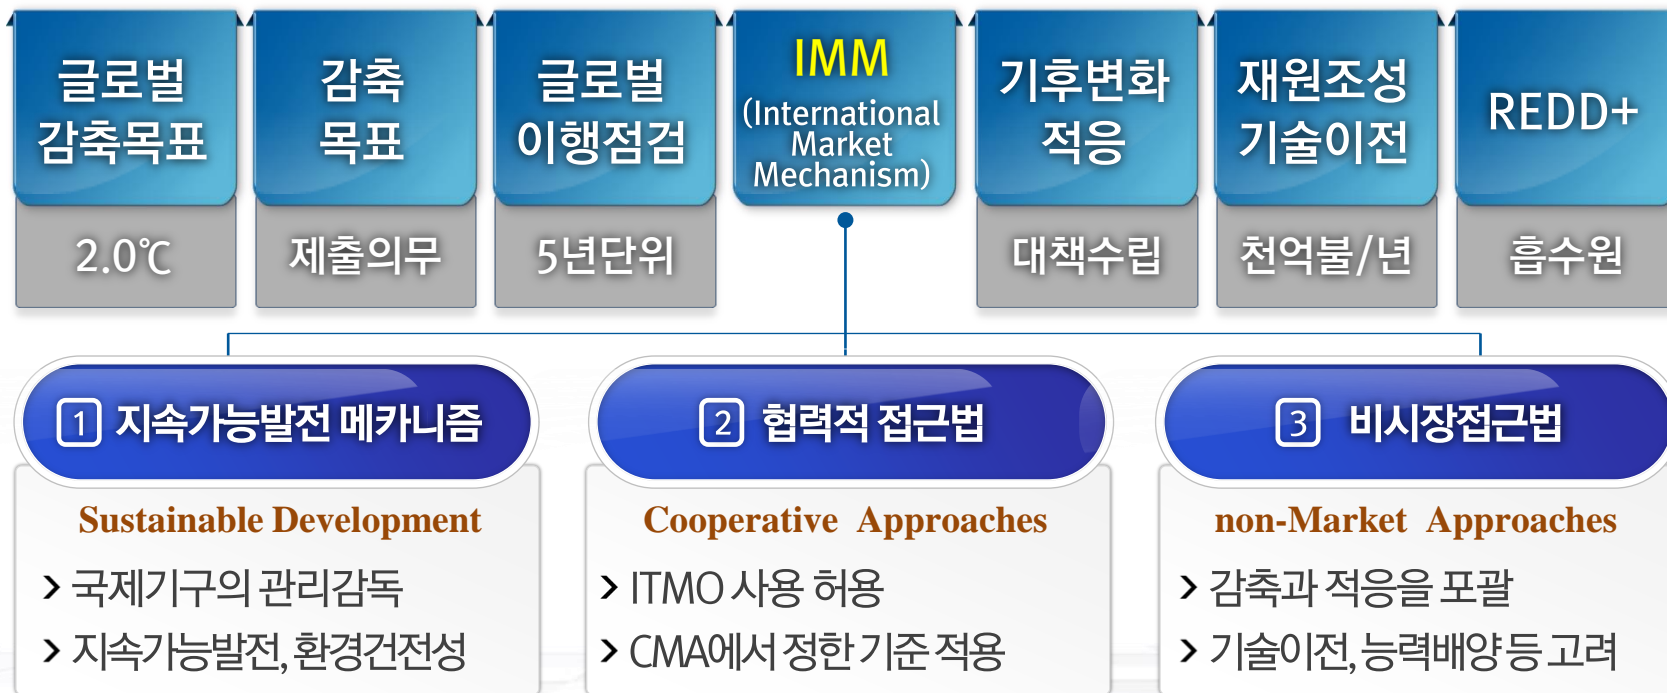 글로벌
감축목표
2.0℃
감축
목표
제출의무
글로벌
이행점검
5년단위
IMM
(International
Market
Mechanism)
기후변화
적응
대책수립
재원조성
기술이전
천억불/년
REDD+
흡수원
1 지속가능발전 메카니즘
Sustainable Development
› 국제기구의 관리감독
› 지속가능발전, 환경건전성
2 협력적 접근법
Cooperative Approaches
› ITMO 사용 허용
› CMA에서 정한 기준 적용
3 비시장접근법
non-Market Approaches
› 감축과 적응을 포괄
› 기술이전, 능력배양 등 고려